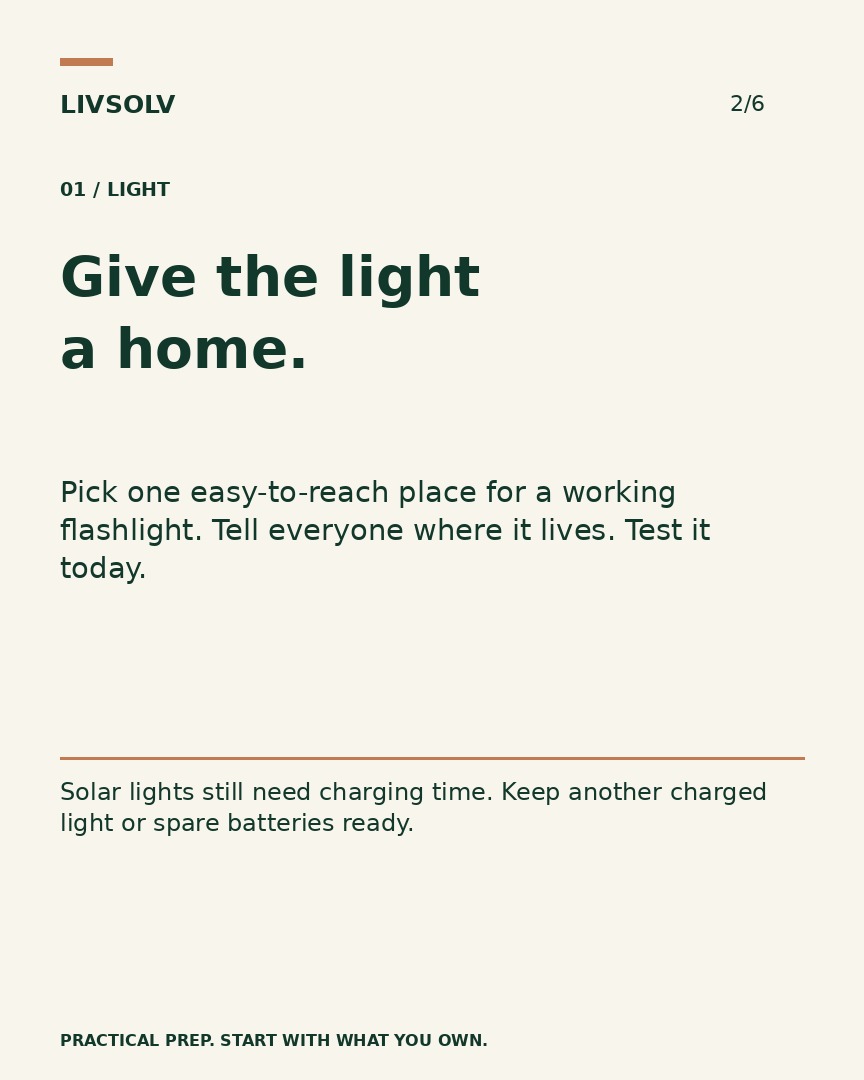 LIVSOLV
2/6
01 / LIGHT
Give the light
a home.
Pick one easy-to-reach place for a working
flashlight. Tell everyone where it lives. Test it
today.
Solar lights still need charging time. Keep another charged
light or spare batteries ready.
PRACTICAL PREP. START WITH WHAT YOU OWN.